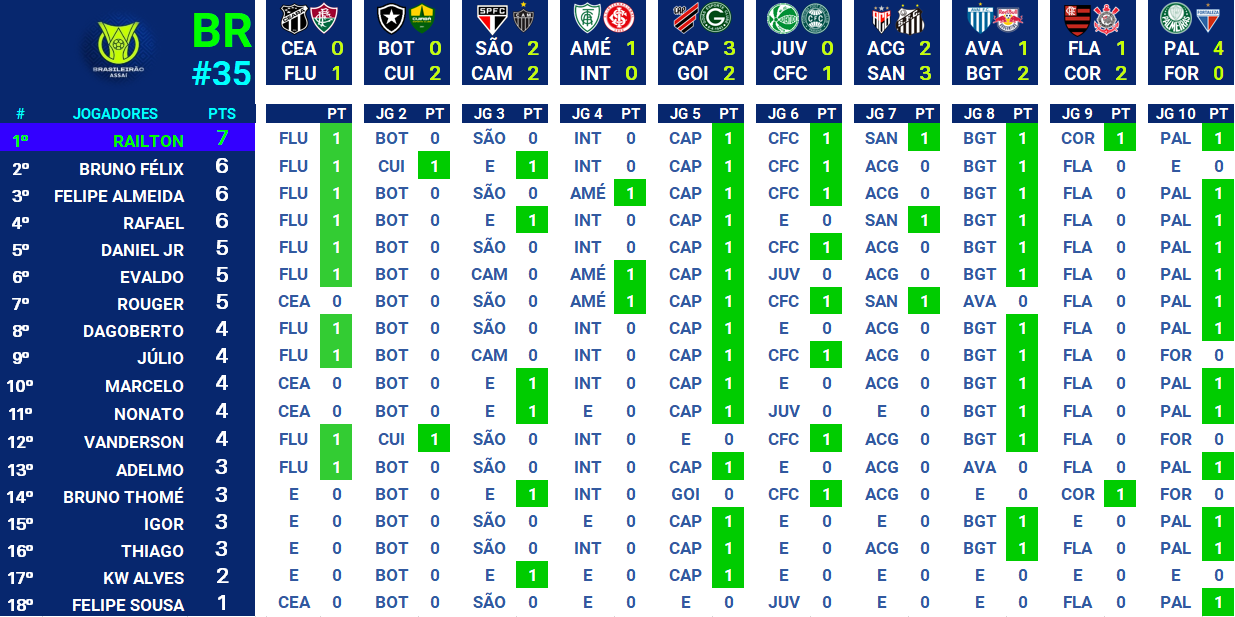 BR
#35
BRASILEIRÃO
ASSAÍ
CEA 0 BOT 0 SÃO 2 AMÉ 1 CAP 3 JUV 0 ACG 2 AVA 1 FLA 1 PAL 4
FLU 1 CUI 2 CAM 2 INT 0 GOI 2 CFC 1 SAN 3 BGT 2 COR 2 FOR 0
# JOGADORES PTS PT JG 2 PT JG 3 PT JG 4 PT JG 5 PT JG 6 PT JG 7 PT JG 8 PT JG 9 PT JG 10 PT
1º RAILTON 7 FLU 1 BOT 0 SÃO 0 INT 0 CAP 1 CFC 1 SAN 1 BGT 1 COR 1 PAL 1
2º BRUNO FÉLIX 6 FLU 1 CUI 1 E 1 INT 0 CAP 1 CFC 1 ACG 0 BGT 1 FLA 0 E 0
3º FELIPE ALMEIDA 6 FLU 1 BOT 0 SÃO 0 AMÉ 1 CAP 1 CFC 1 ACG 0 BGT 1 FLA 0 PAL 1
4º RAFAEL 6 FLU 1 BOT 0 E 1 INT 0 CAP 1 E 0 SAN 1 BGT 1 FLA 0 PAL 1
5º DANIEL JR 5 FLU 1 BOT 0 SÃO 0 INT 0 CAP 1 CFC 1 ACG 0 BGT 1 FLA 0 PAL 1
6º EVALDO 5 FLU 1 BOT 0 CAM 0 AMÉ 1 CAP 1 JUV 0 ACG 0 BGT 1 FLA 0 PAL 1
7º ROUGER 5 CEA 0 BOT 0 SÃO 0 AMÉ 1 CAP 1 CFC 1 SAN 1 AVA 0 FLA 0 PAL 1
8º DAGOBERTO 4 FLU 1 BOT 0 SÃO 0 INT 0 CAP 1 E 0 ACG 0 BGT 1 FLA 0 PAL 1
9º JÚLIO 4 FLU 1 BOT 0 CAM 0 INT 0 CAP 1 CFC 1 ACG 0 BGT 1 FLA 0 FOR 0
10º MARCELO 4 CEA 0 BOT 0 E 1 INT 0 CAP 1 E 0 ACG 0 BGT 1 FLA 0 PAL 1
11º NONATO 4 CEA 0 BOT 0 E 1 E 0 CAP 1 JUV 0 E 0 BGT 1 FLA 0 PAL 1
12º VANDERSON 4 FLU 1 CUI 1 SÃO 0 INT 0 E 0 CFC 1 ACG 0 BGT 1 FLA 0 FOR 0
13º ADELMO 3 FLU 1 BOT 0 SÃO 0 INT 0 CAP 1 E 0 ACG 0 AVA 0 FLA 0 PAL 1
14º BRUNO THOMÉ 3 E 0 BOT 0 E 1 INT 0 GOI 0 CFC 1 ACG 0 E 0 COR 1 FOR 0
15º IGOR 3 E 0 BOT 0 SÃO 0 E 0 CAP 1 E 0 E 0 BGT 1 E 0 PAL 1
16º THIAGO 3 E 0 BOT 0 SÃO 0 INT 0 CAP 1 E 0 ACG 0 BGT 1 FLA 0 PAL 1
17º KW ALVES 2 E 0 BOT 0 E 1 E 0 CAP 1 E 0 E 0 E 0 E 0 E 0
18º FELIPE SOUSA 1 CEA 0 BOT 0 SÃO 0 E 0 E 0 JUV 0 E 0 E 0 FLA 0 PAL 1